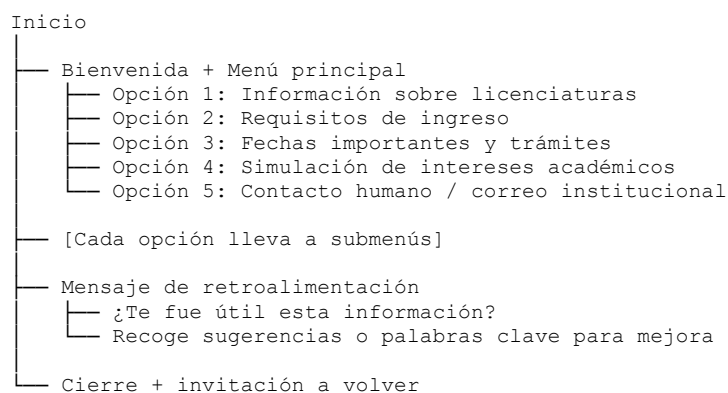 Inicio
Bienvenida + Menú principal
Opción 1: Información sobre licenciaturas
Opción 2: Requisitos de ingreso
Opción 3: Fechas importantes y trámites
Opción 4: Simulación de intereses académicos
Opción 5: Contacto humano / correo institucional
[Cada opción lleva a submenús]
Mensaje de retroalimentación
¿Te fue útil esta información?
Recoge sugerencias o palabras clave para mejora
Cierre + invitación a volver